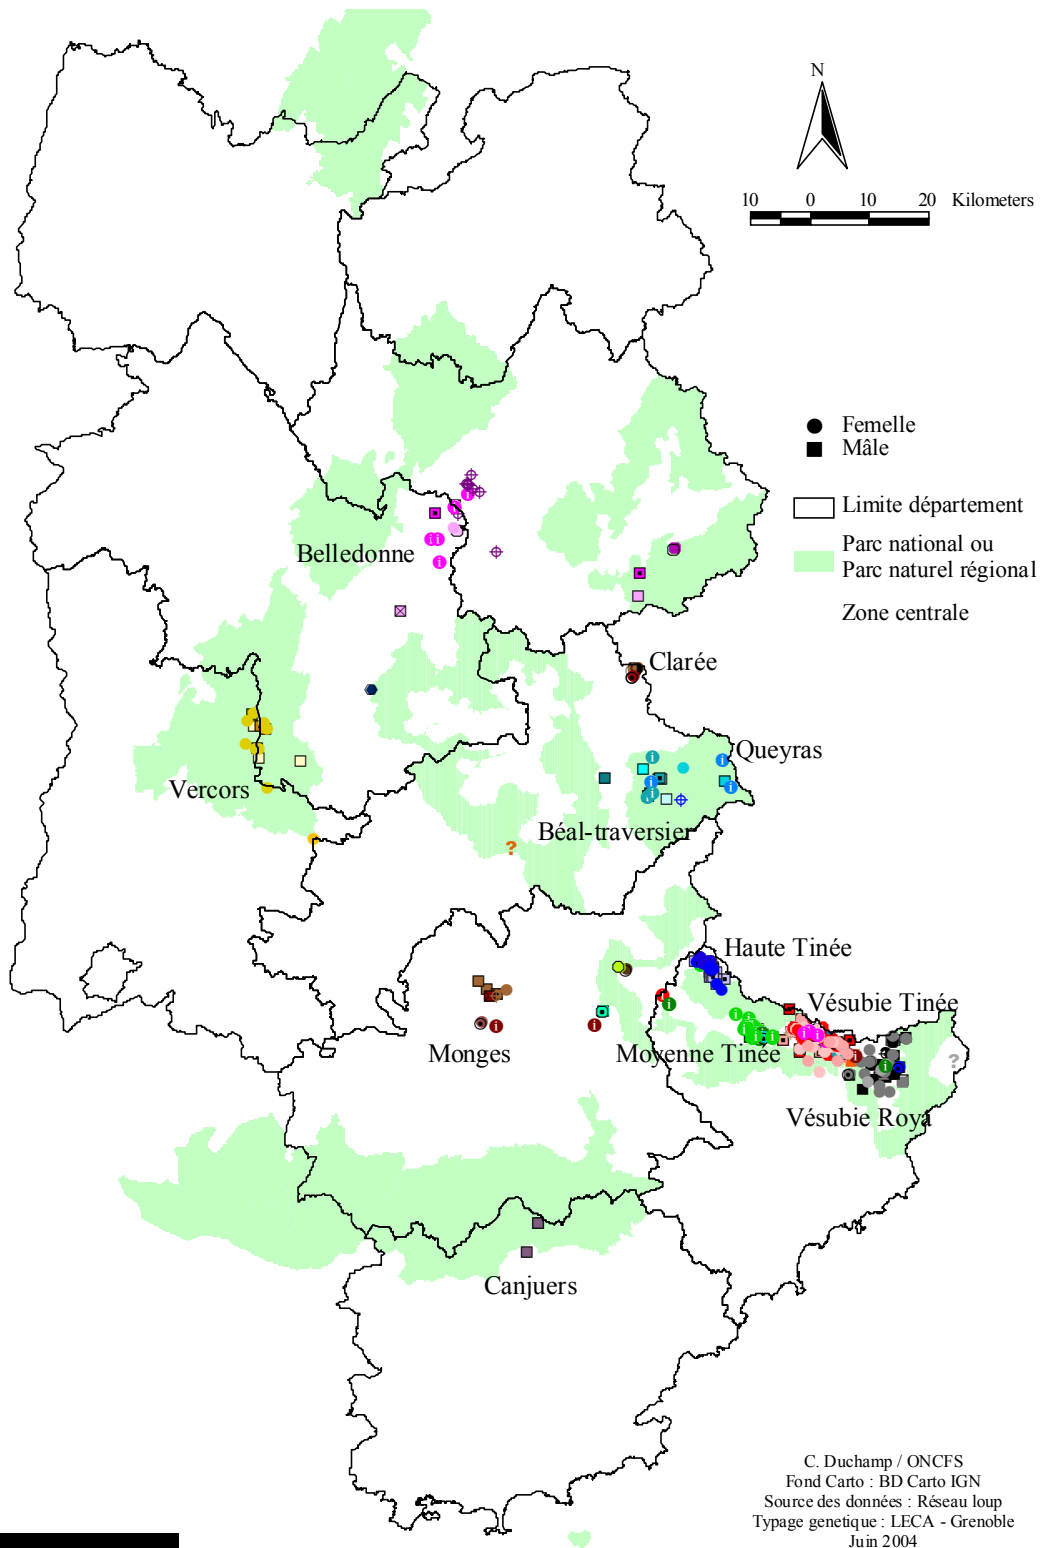 N
10 0 10 20 Kilometers
Femelle
Mâle
Limite département
Parc national ou
Parc naturel régional
Zone centrale
Belledonne
Clarée
Queyras
Vercors
Béal-traversier
?
Haute Tinée
Vésubie Tinée
Monges
Moyenne Tinée
?
Vésubie Roya
Canjuers
C. Duchamp / ONCFS
Fond Carto : BD Carto IGN
Source des données : Réseau loup
Typage genetique : LECA - Grenoble
Juin 2004